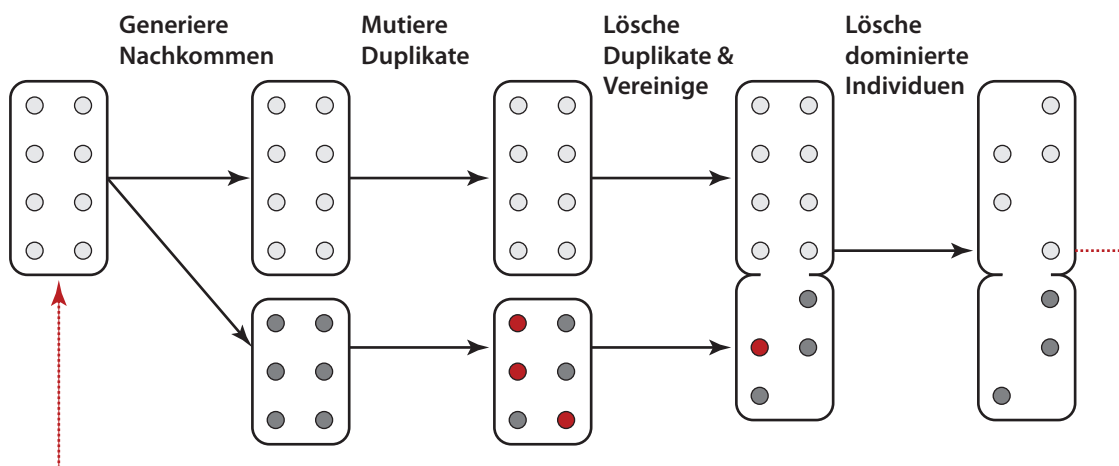 Generiere
Nachkommen
Mutiere
Duplikate
Lösche
Duplikate &
Vereinige
Lösche
dominierte
Individuen